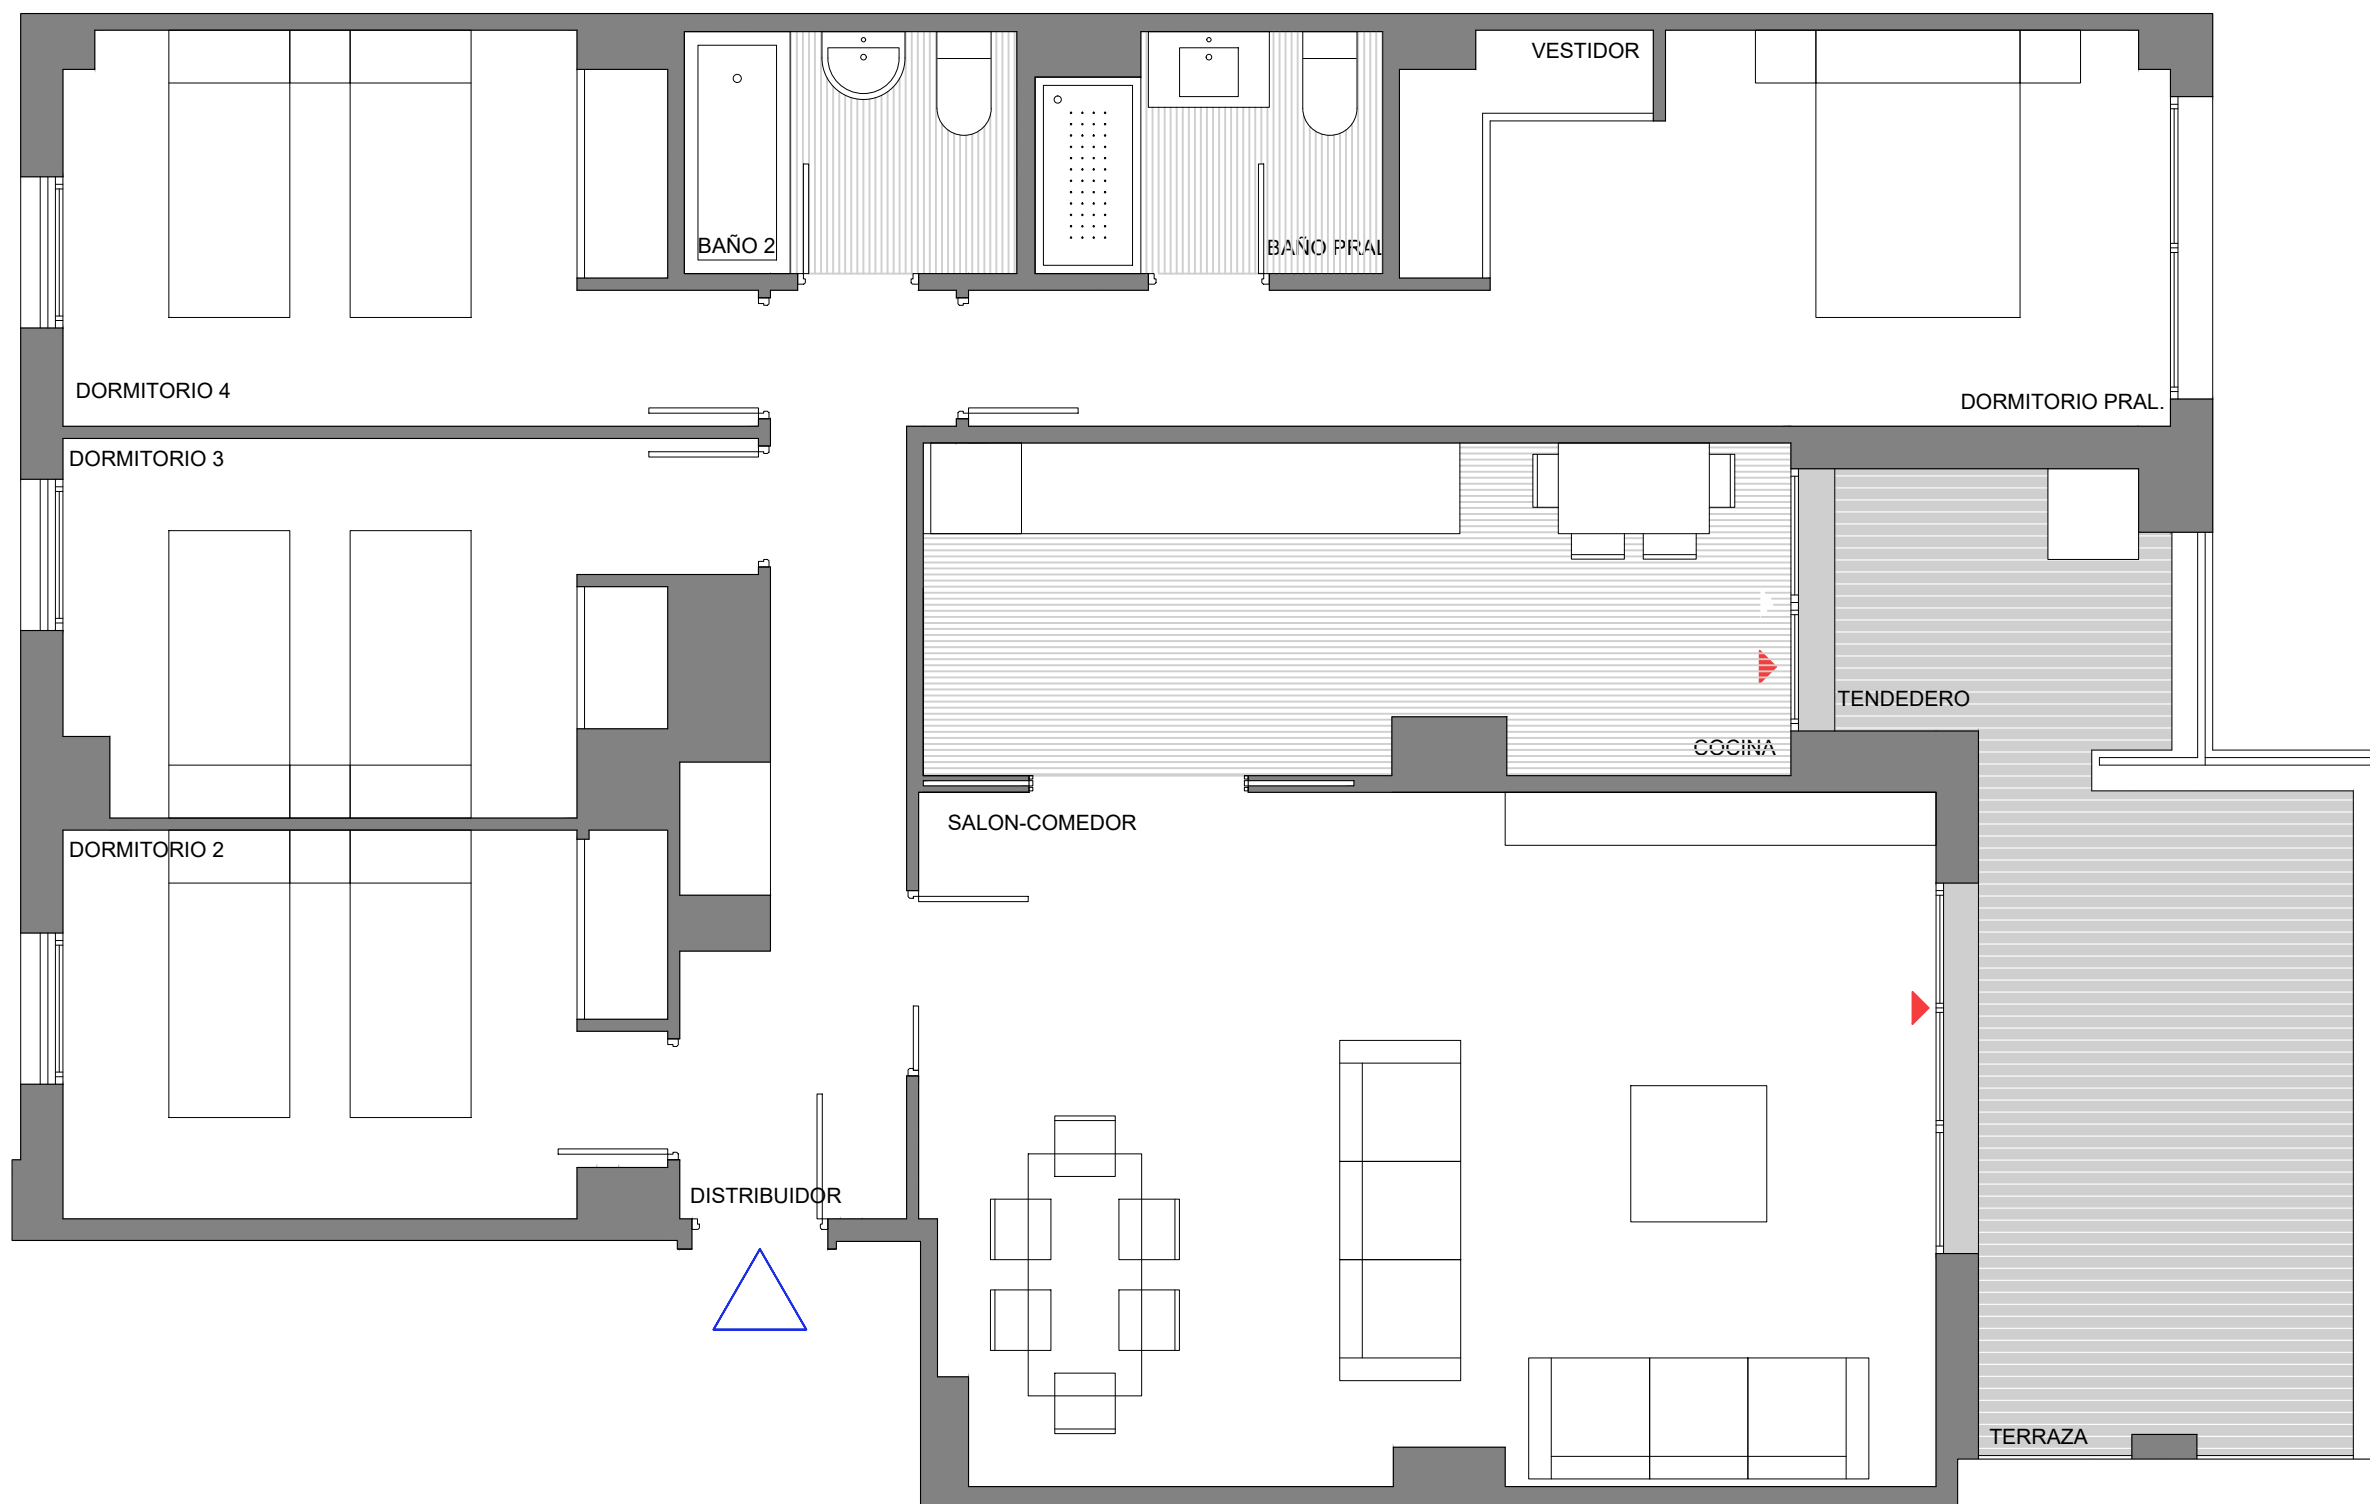 VESTIDOR
BAÑO 2
BAÑO PRAL
DORMITORIO 4
DORMITORIO PRAL.
DORMITORIO 3
TENDEDERO
COCINA
SALON-COMEDOR
DORMITORIO 2
DISTRIBUIDOR
TERRAZA